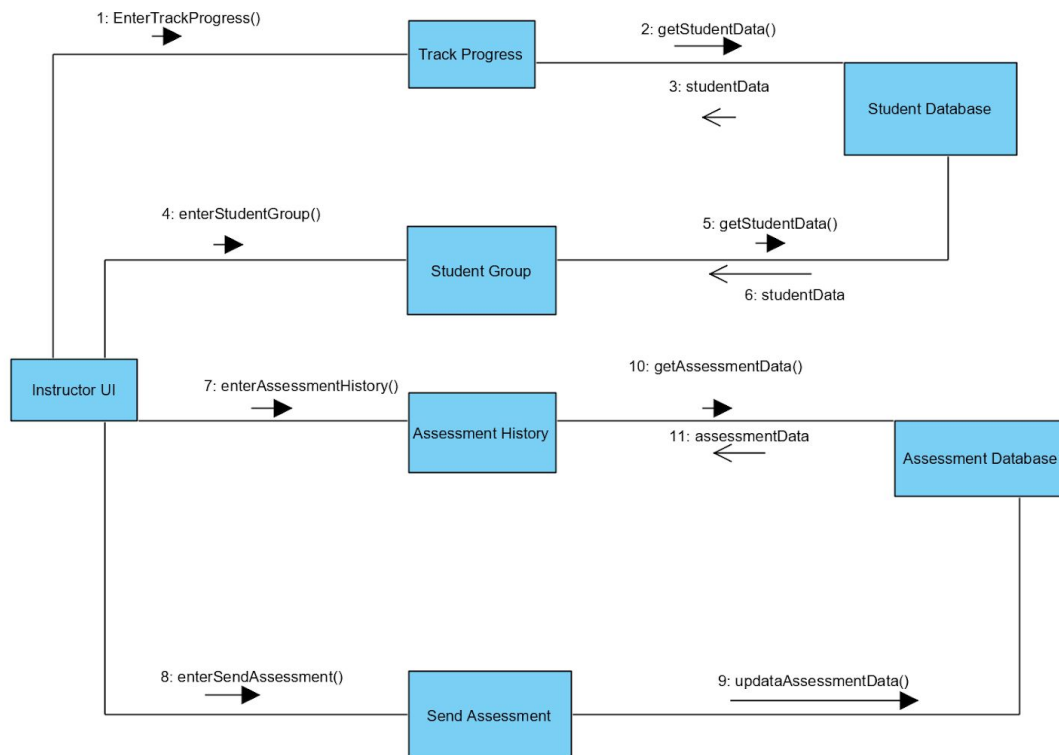 1: EnterTrackProgress()
2: getStudentData()
Track Progress
3: studentData
Student Database
4: enterStudentGroup()
5: getStudentData()
Student Group
6: studentData
10: getAssessmentData()
7: enterAssessmentHistory()
Instructor UI
Assessment History
11: assessmentData
Assessment Database
8: enterSendAssessment()
9: updataAssessmentData()
Send Assessment